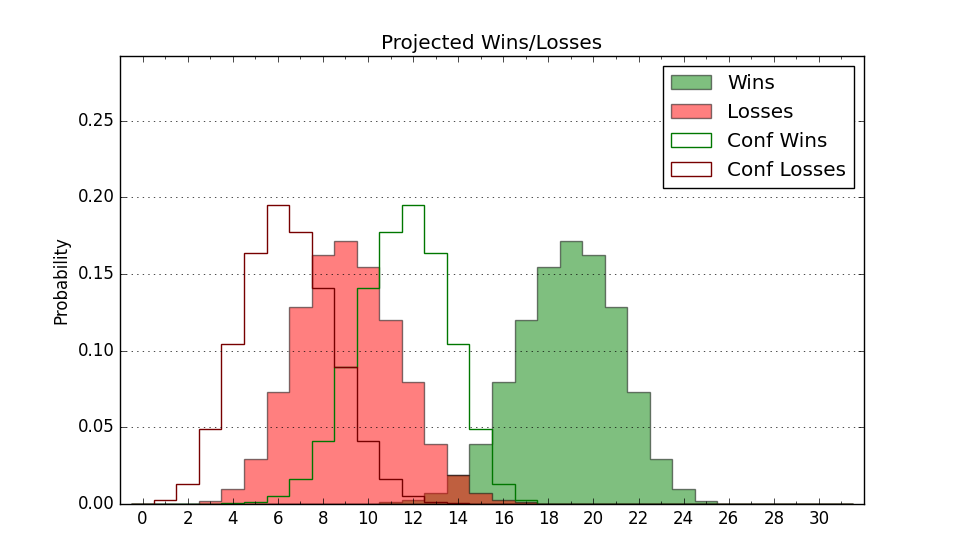 Projected Wins/Losses
Wins
Losses
Conf Wins
Conf Losses
Probability
0.25
0.20
0.15
0.10
0.05
0.00
0 2 4 6 8 10 12 14 16 18 20 22 24 26 28 30